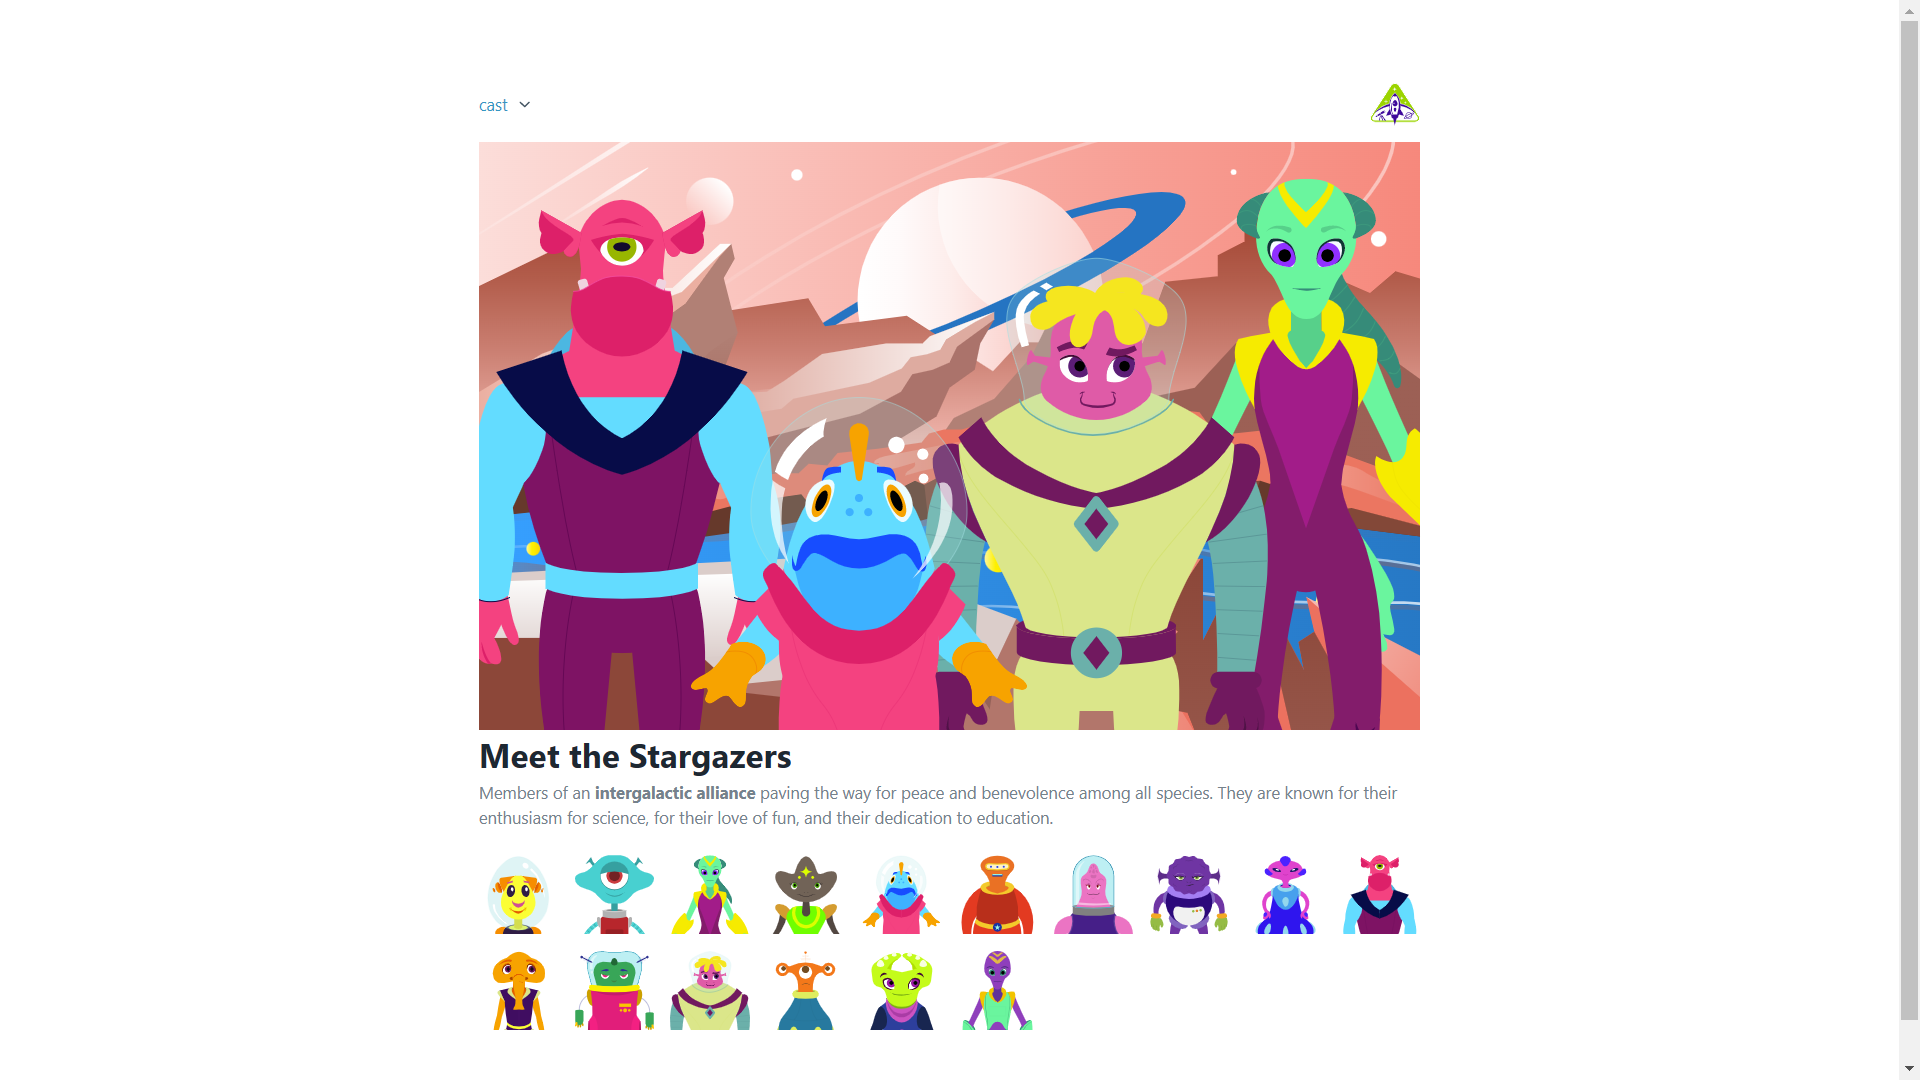 cast
Meet the Stargazers
Members of an intergalactic alliance paving the way for peace and benevolence among all species. They are known for their
enthusiasm for science, for their love of fun, and their dedication to education.